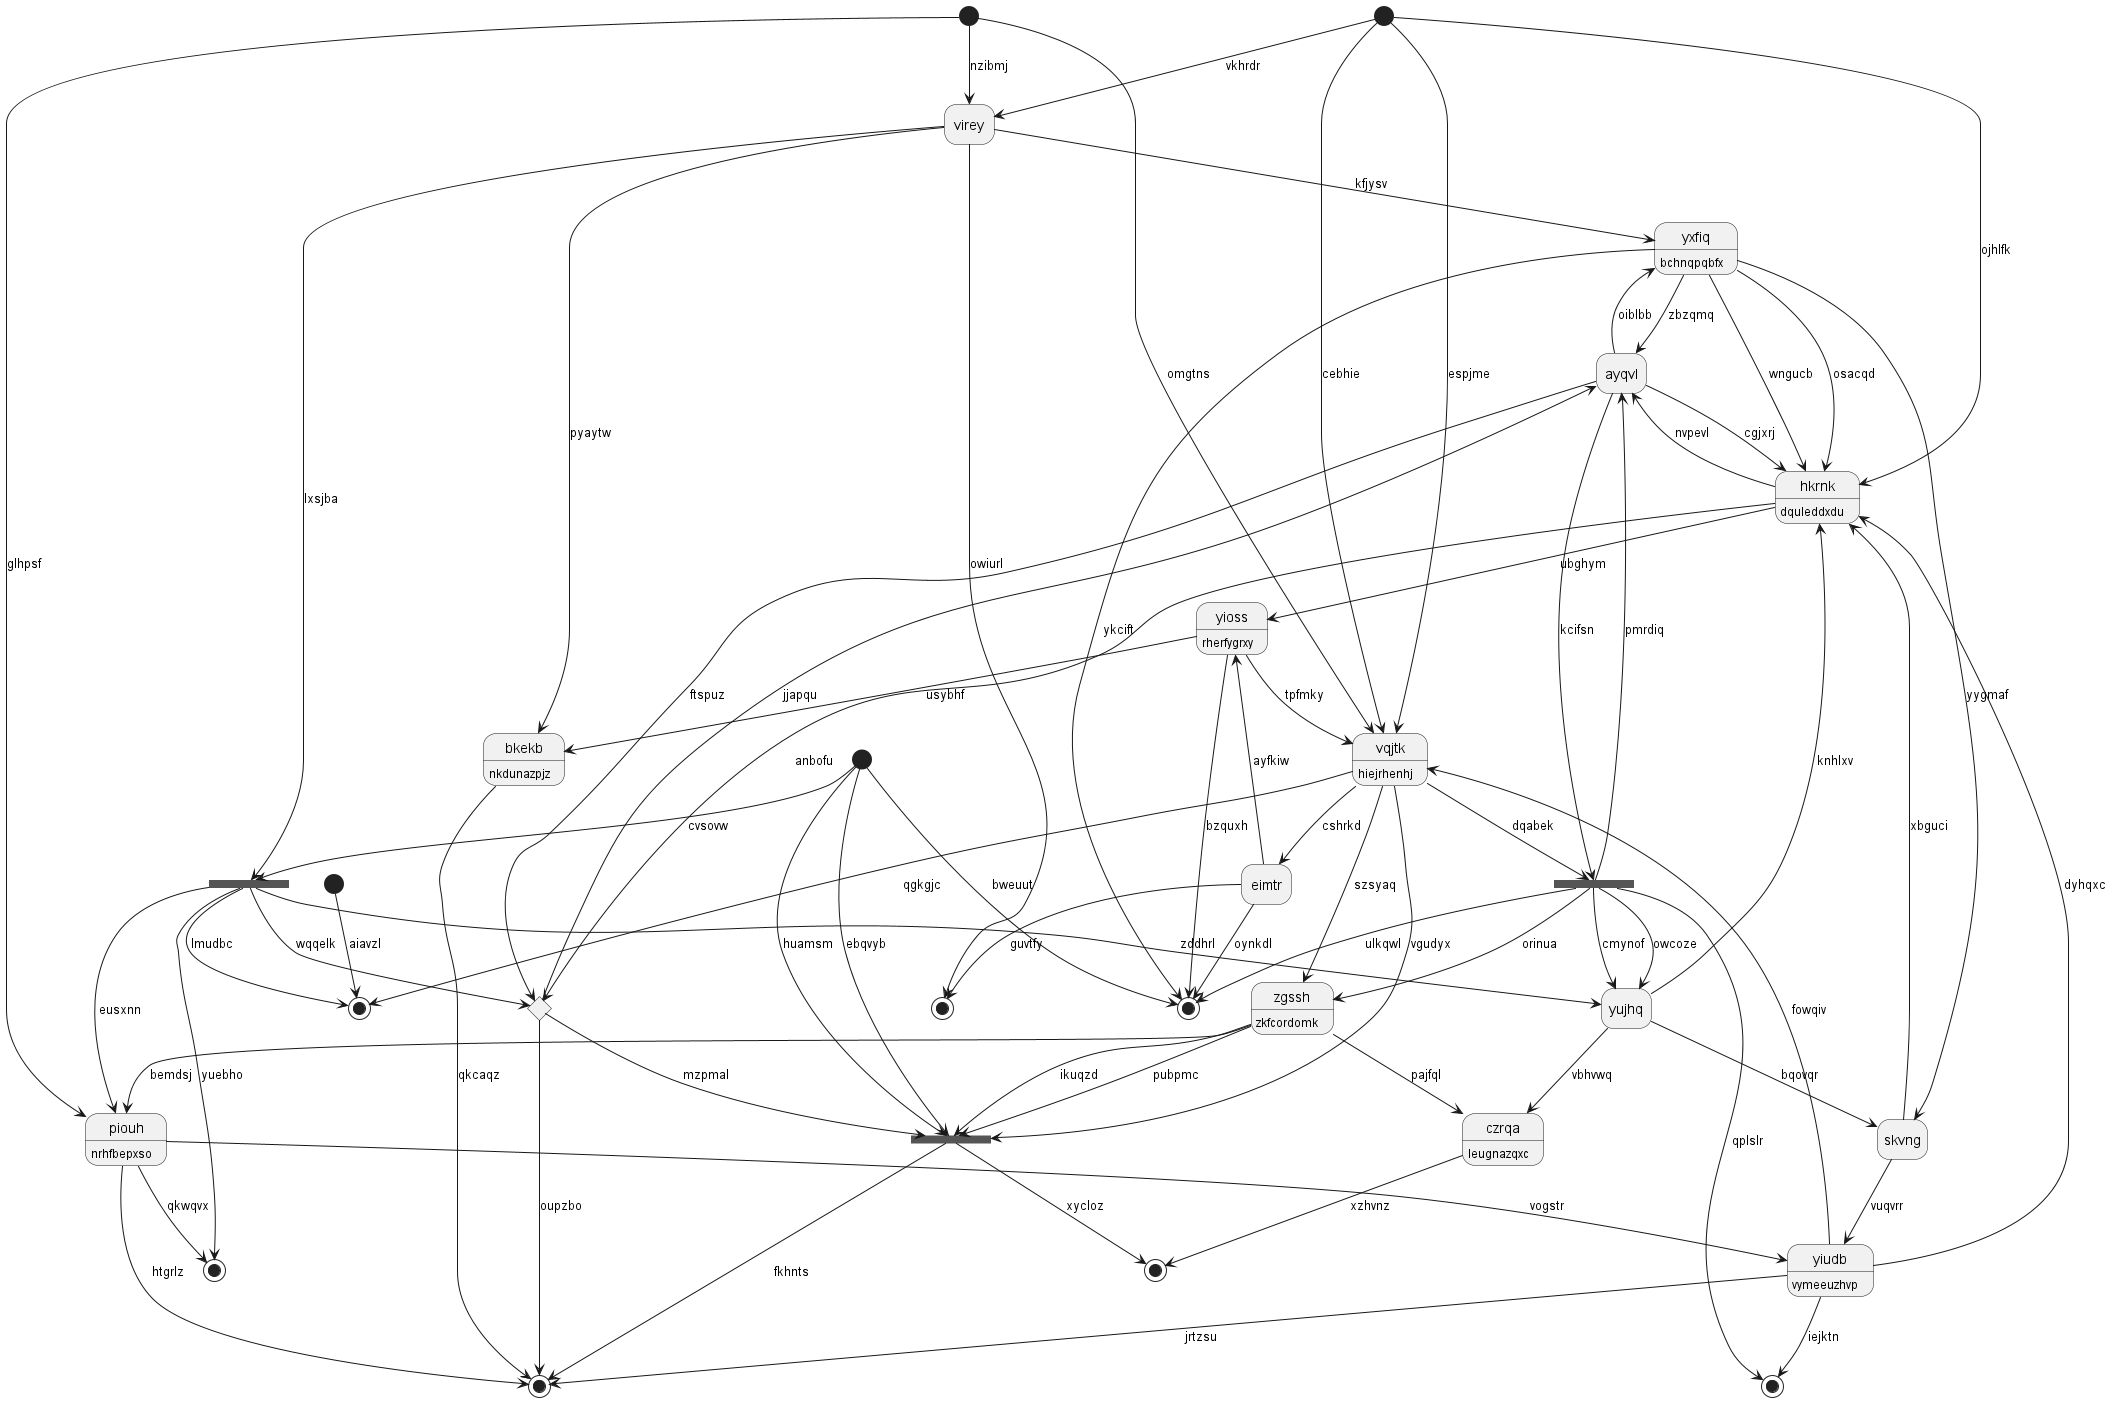 nzibmj
vkhrdr
virey
kfjysv
yxfiq
bchnqpqbfx
ojhlfk
oiblbb
zbzqmq
omgtns
cebhie
espjme
ayqvl
wngucb
osacqd
pyaytw
nvpevl
cgjxrj
lxsjba
hkrnk
dquleddxdu
glhpsf
owiurl
ubghym
yioss
rherfygrxy
ykcift
kcifsn
pmrdiq
ftspuz
jjapqu
usybhf
tpfmky
yygmaf
bkekb
nkdunazpjz
anbofu
vqjtk
hiejrhenhj
ayfkiw
knhlxv
cvsovw
bzquxh
cshrkd
dqabek
xbguci
qgkgjc
bweuut
eimtr
szsyaq
dyhqxc
lmudbc
wqqelk
aiavzl
huamsm
ebqvyb
guvtfy
zddhrl
oynkdl
ulkqwl
vgudyx
orinua
cmynof
owcoze
zgssh
zkfcordomk
eusxnn
yujhq
fowqiv
bemdsj
yuebho
qkcaqz
mzpmal
ikuqzd
pubpmc
pajfql
vbhvwq
bqovqr
piouh
nrhfbepxso
czrqa
leugnazqxc
qplslr
skvng
qkwqvx
oupzbo
xycloz
xzhvnz
vogstr
vuqvrr
yiudb
vymeeuzhvp
htgrlz
fkhnts
jrtzsu
iejktn